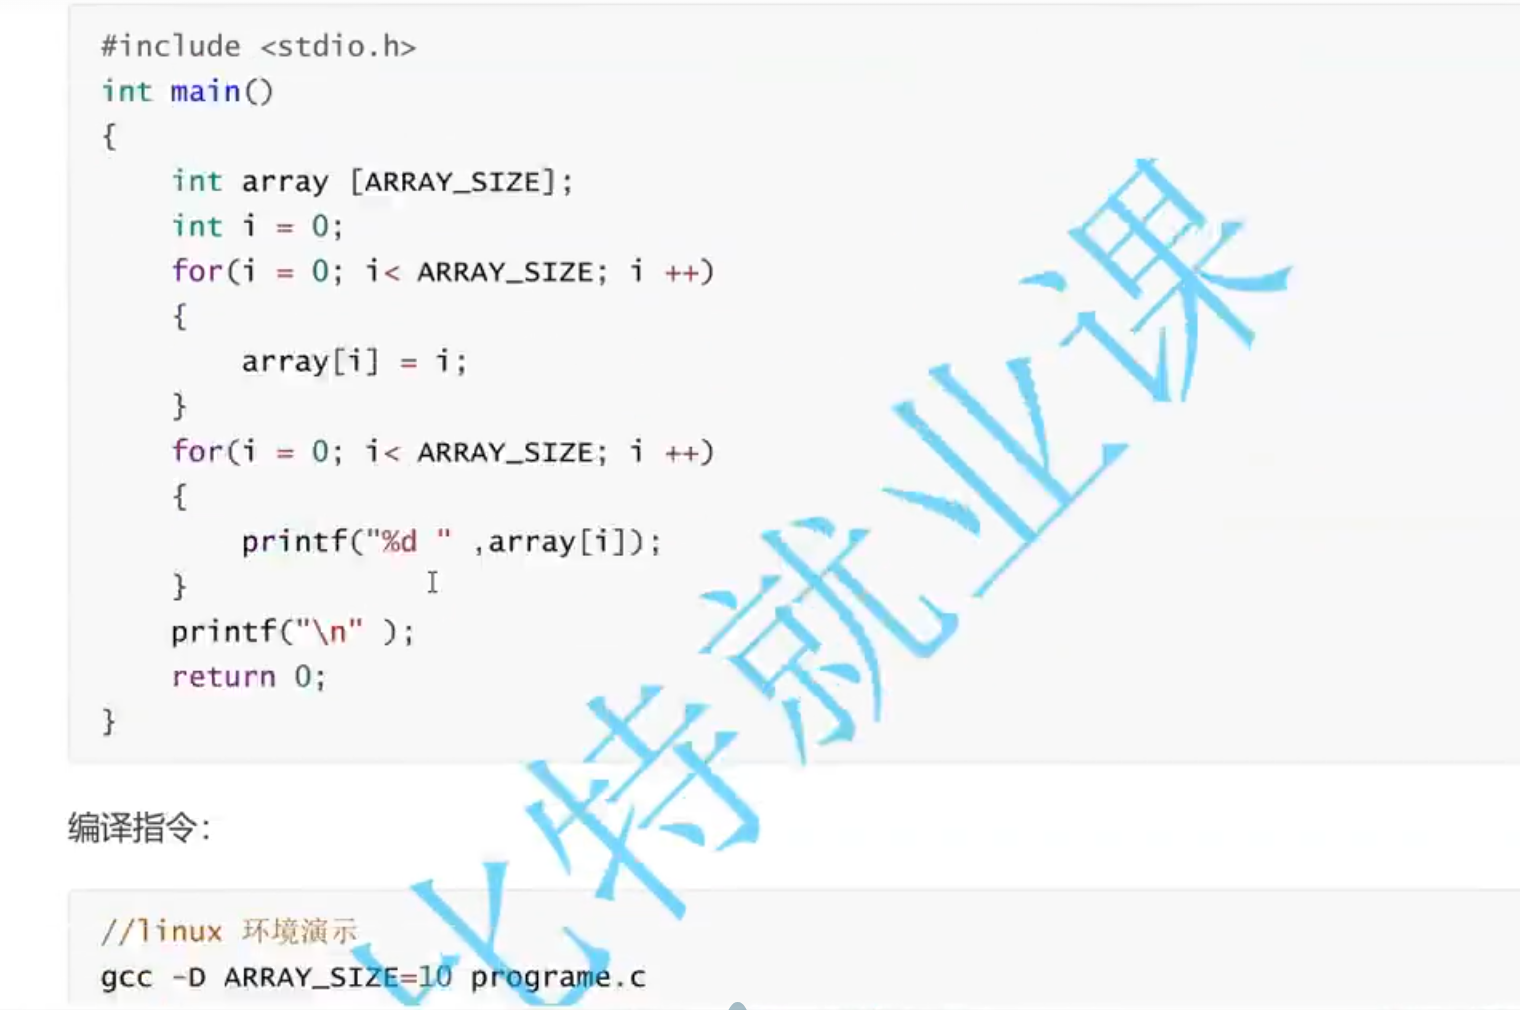 #include <stdio.h>
int main()
{
    int array [ARRAY_SIZE];
    int i = 0;
    for(i = 0; i< ARRAY_SIZE; i ++)
    {
        array[i] = i;
    }
    for(i = 0; i< ARRAY_SIZE; i ++)
    {
        printf("%d " ,array[i]);
    }
    printf("\n" );
    return 0;
}
编译指令:
//linux 环境演示
gcc -D ARRAY_SIZE=10 programe.c
比特就业课